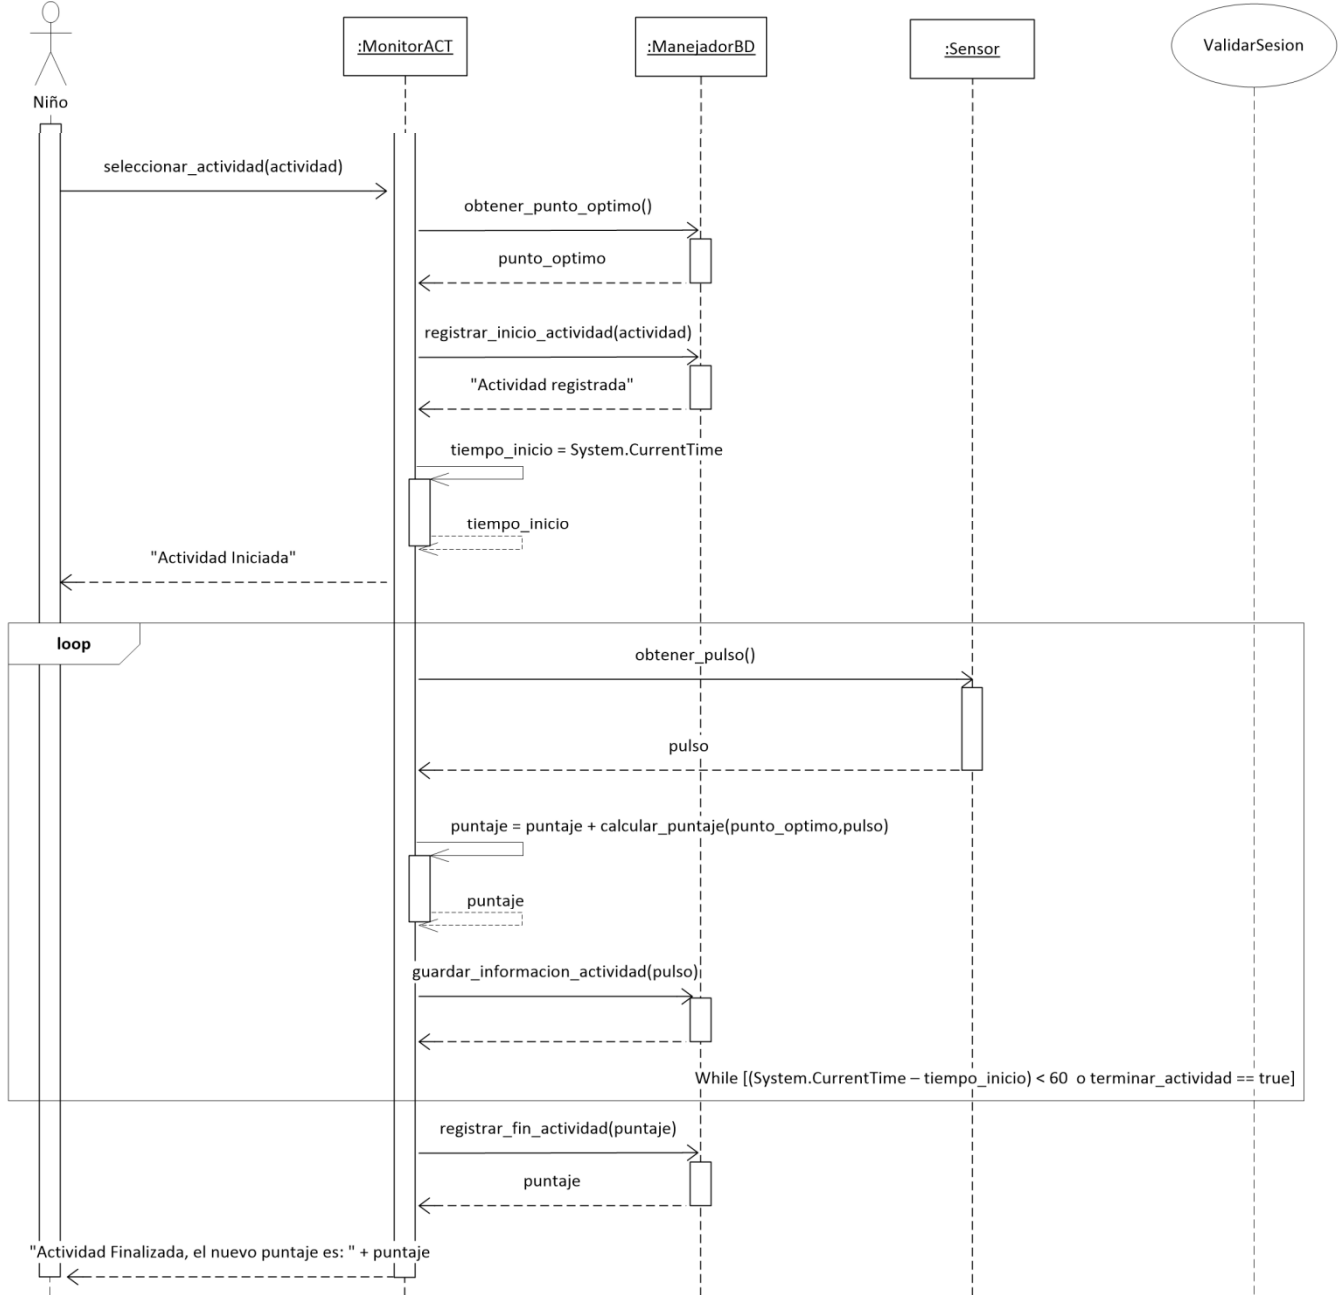 Niño
:MonitorACT
:ManejadorBD
:Sensor
ValidarSesion
seleccionar_actividad(actividad)
obtener_punto_optimo()
punto_optimo
registrar_inicio_actividad(actividad)
"Actividad registrada"
tiempo_inicio = System.CurrentTime
tiempo_inicio
"Actividad Iniciada"
loop
obtener_pulso()
pulso
puntaje = puntaje + calcular_puntaje(punto_optimo,pulso)
puntaje
guardar_informacion_actividad(pulso)
While [(System.CurrentTime – tiempo_inicio) < 60  o terminar_actividad == true]
registrar_fin_actividad(puntaje)
puntaje
"Actividad Finalizada, el nuevo puntaje es: " + puntaje